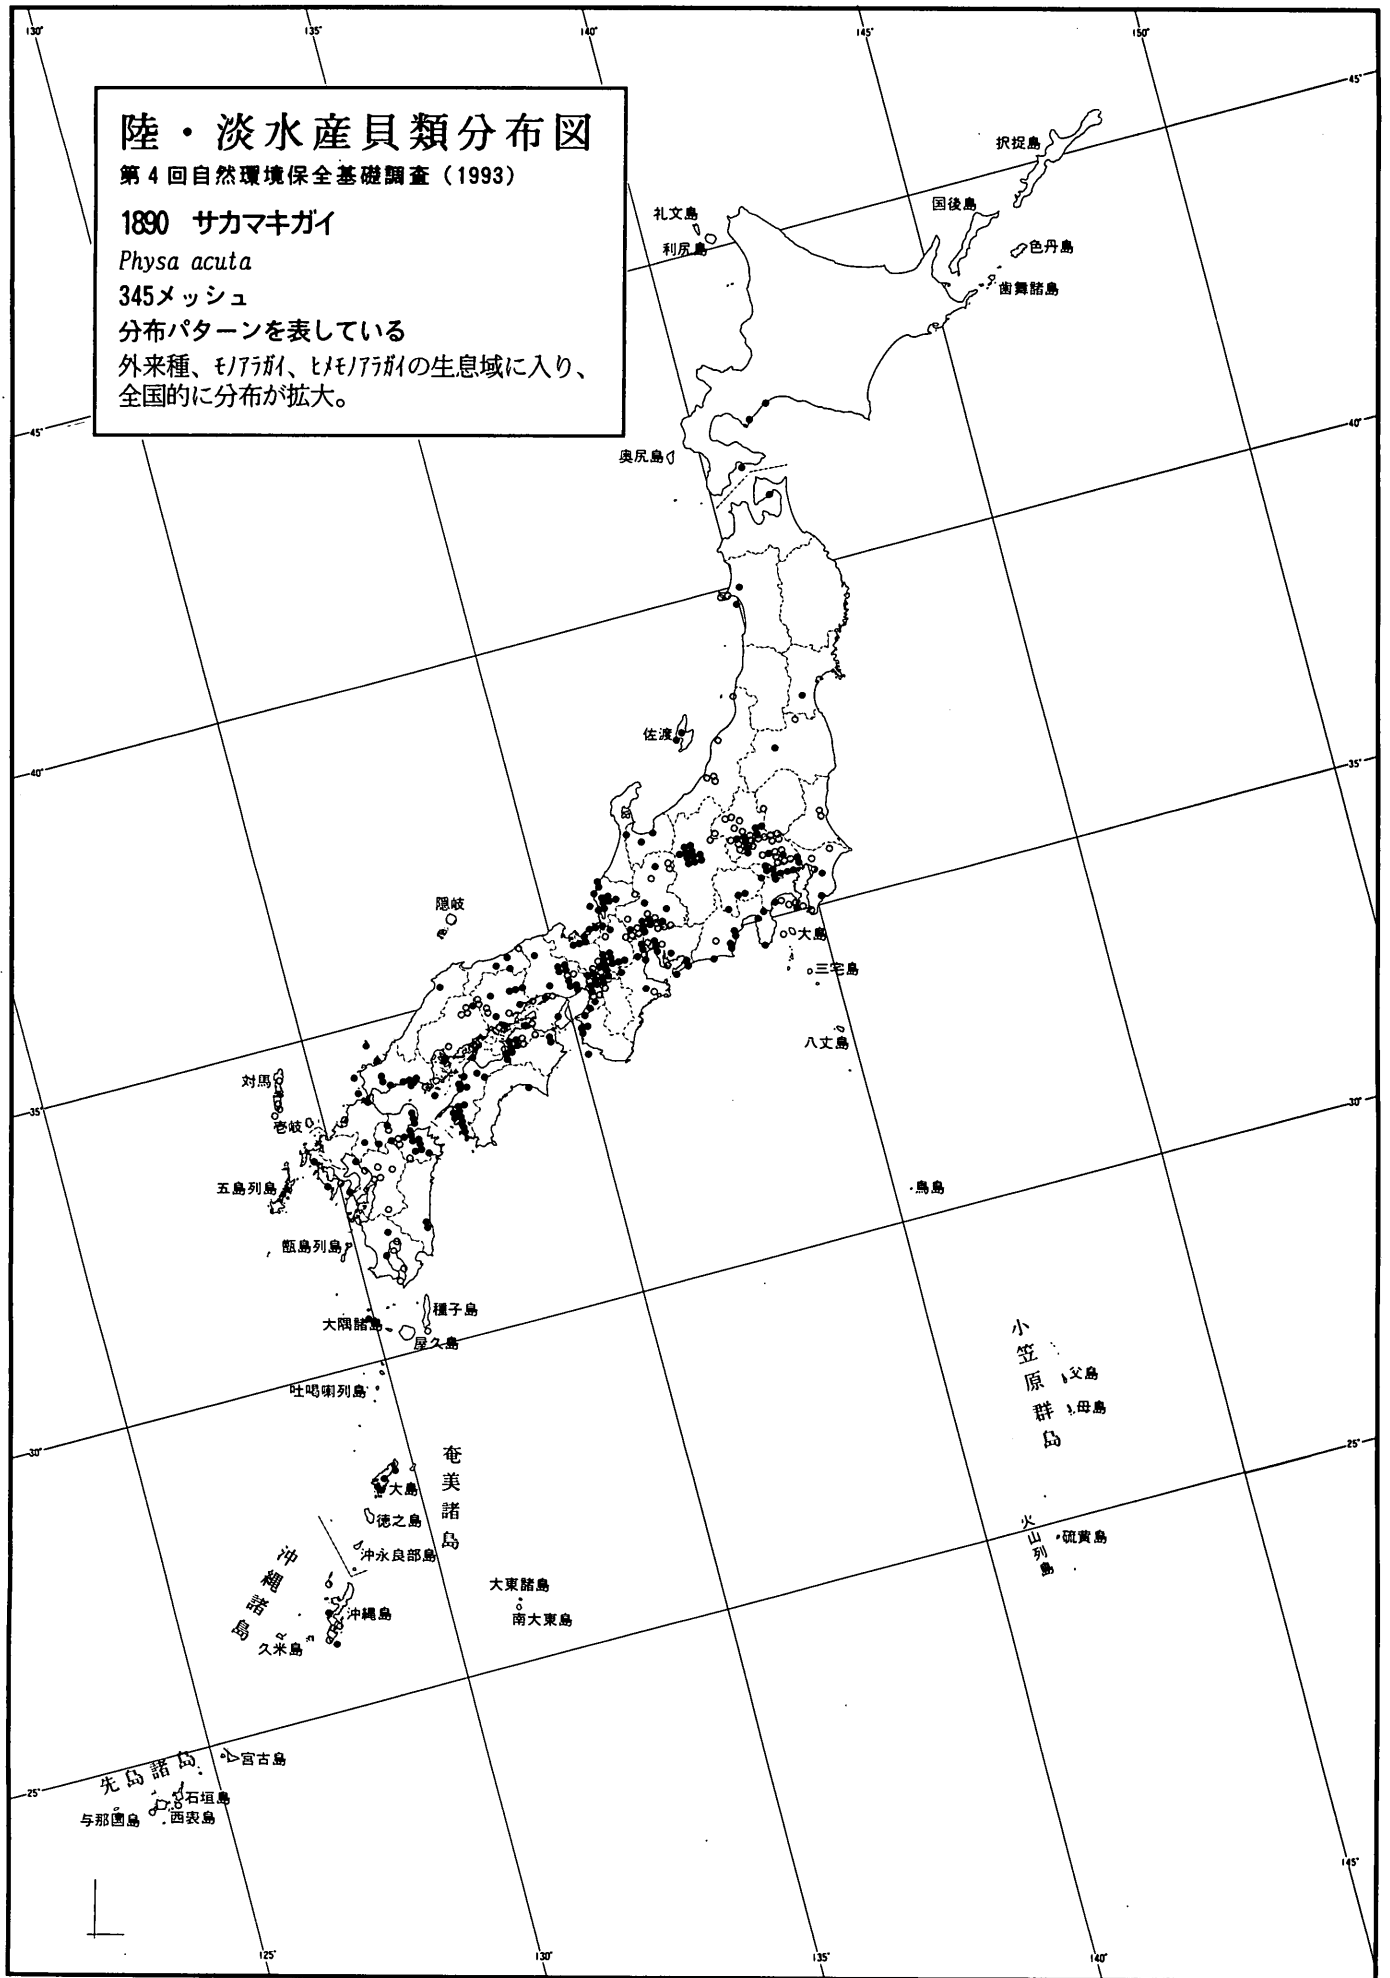 陸・淡水産貝類分布図
第4回自然環境保全基礎調査（1993）
1890 サカマキガイ
Physa acuta
345メッシュ
分布パターンを表している
外来種、ﾓﾉｱﾗｶﾞｲ、ﾋﾒﾓﾉｱﾗｶﾞｲの生息域に入り、
全国的に分布が拡大。
130°
135°
140°
145°
150°
45°
択捉島
国後島
色丹島
歯舞諸島
礼文島
利尻島
45°
40°
奥尻島
佐渡
40°
35°
隠岐
大島
三宅島
八丈島
対馬
35°
壱岐
30°
五島列島
鳥島
甑島列島
種子島
大隅諸島
屋久島
小笠原群島
父島
吐噶喇列島
母島
25°
30°
奄美諸島
大島
徳之島
火山列島
硫黄島
沖縄諸島
沖永良部島
大東諸島
沖縄島
南大東島
久米島
先島諸島
宮古島
25°
石垣島
与那国島
西表島
145°
125°
130°
135°
140°